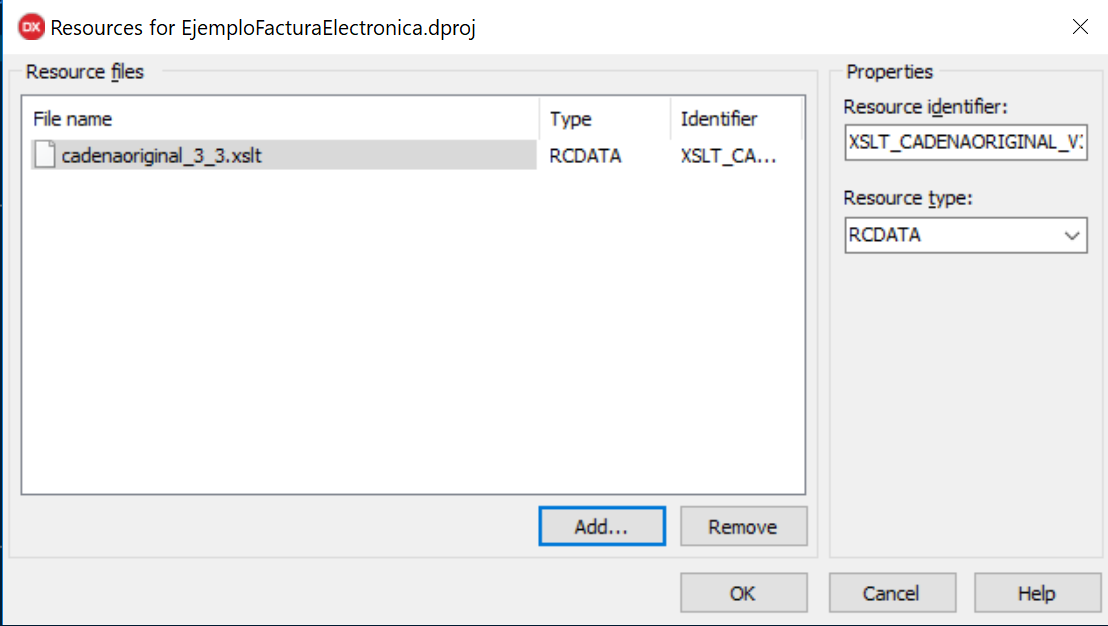 DX Resources for EjemploFacturaElectronica.dproj
Resource files
File name Type Identifier
cadenaoriginal_3_3.xslt RCDATA XSLT_CA...
Add... Remove
Properties
Resource identifier:
XSLT_CADENAORIGINAL_V
Resource type:
RCDATA
OK Cancel Help